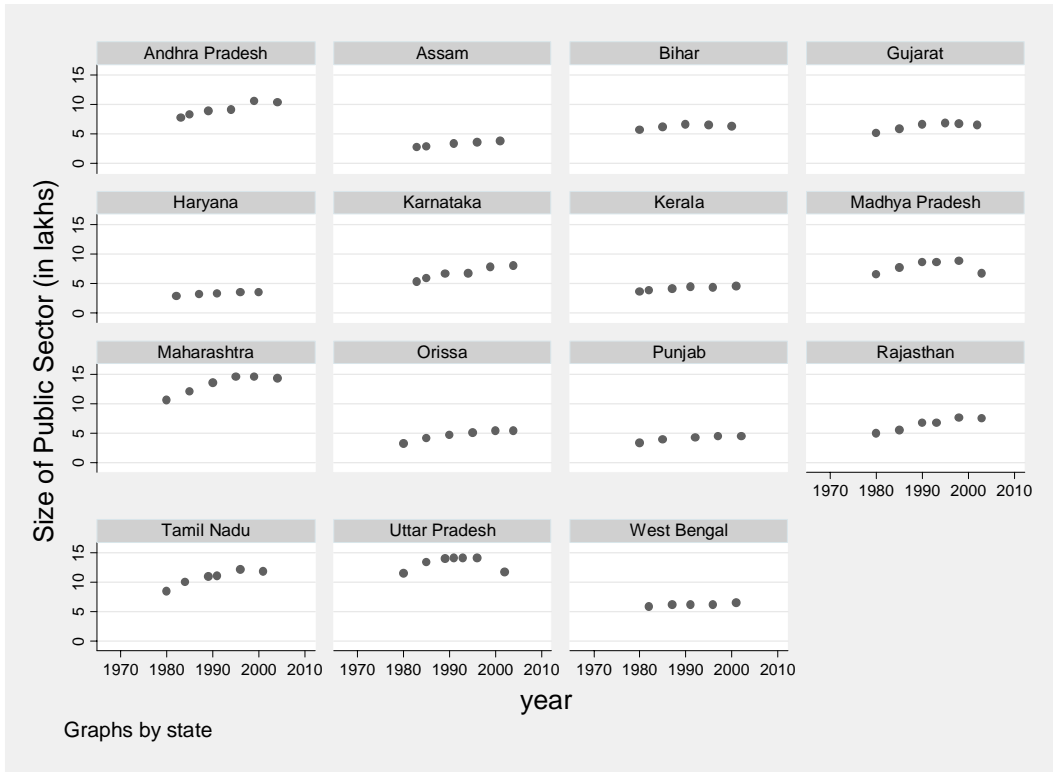 Size of Public Sector (in lakhs)
Andhra Pradesh Assam Bihar Gujarat
15
10
5
0
Haryana Karnataka Kerala Madhya Pradesh
15
10
5
0
Maharashtra Orissa Punjab Rajasthan
15
10
5
0
1970 1980 1990 2000 2010
Tamil Nadu Uttar Pradesh West Bengal
15
10
5
0
1970 1980 1990 2000 2010 1970 1980 1990 2000 2010 1970 1980 1990 2000 2010
year
Graphs by state